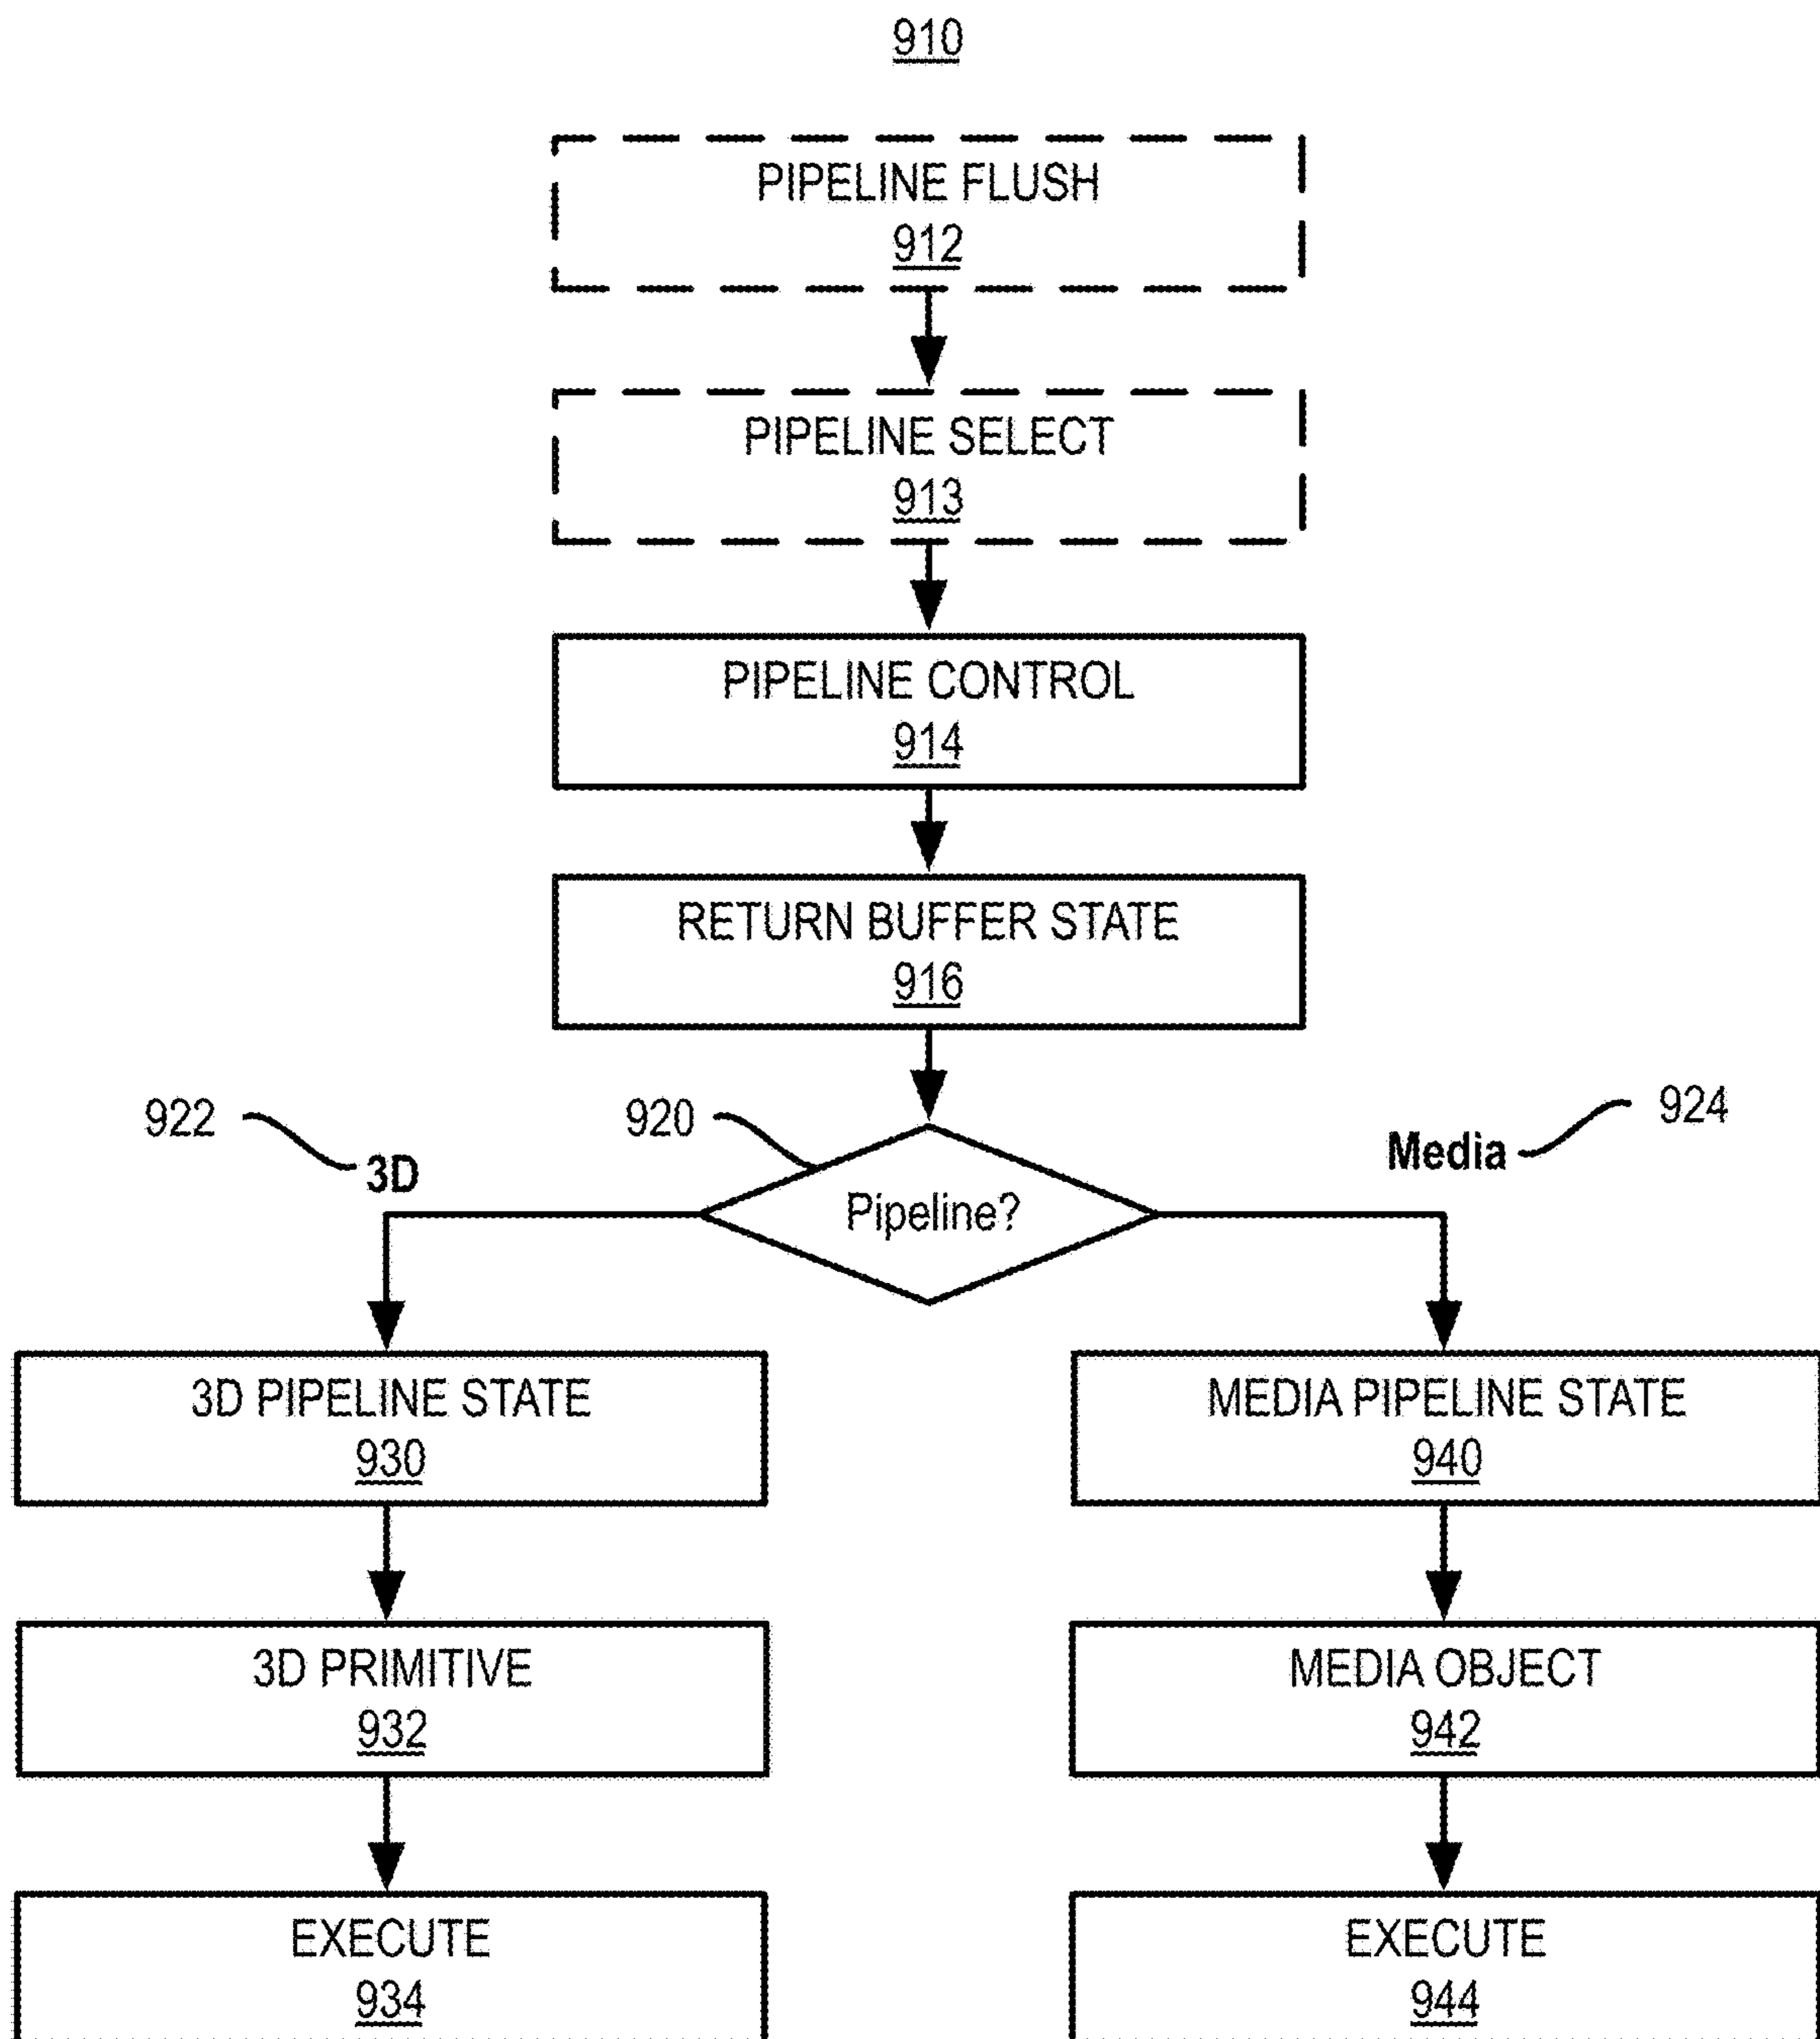 910
PIPELINE FLUSH
912
PIPELINE SELECT
913
PIPELINE CONTROL
914
RETURN BUFFER STATE
916
922
920
924
3D
Media
Pipeline?
3D PIPELINE STATE
930
MEDIA PIPELINE STATE
940
3D PRIMITIVE
932
MEDIA OBJECT
942
EXECUTE
934
EXECUTE
944